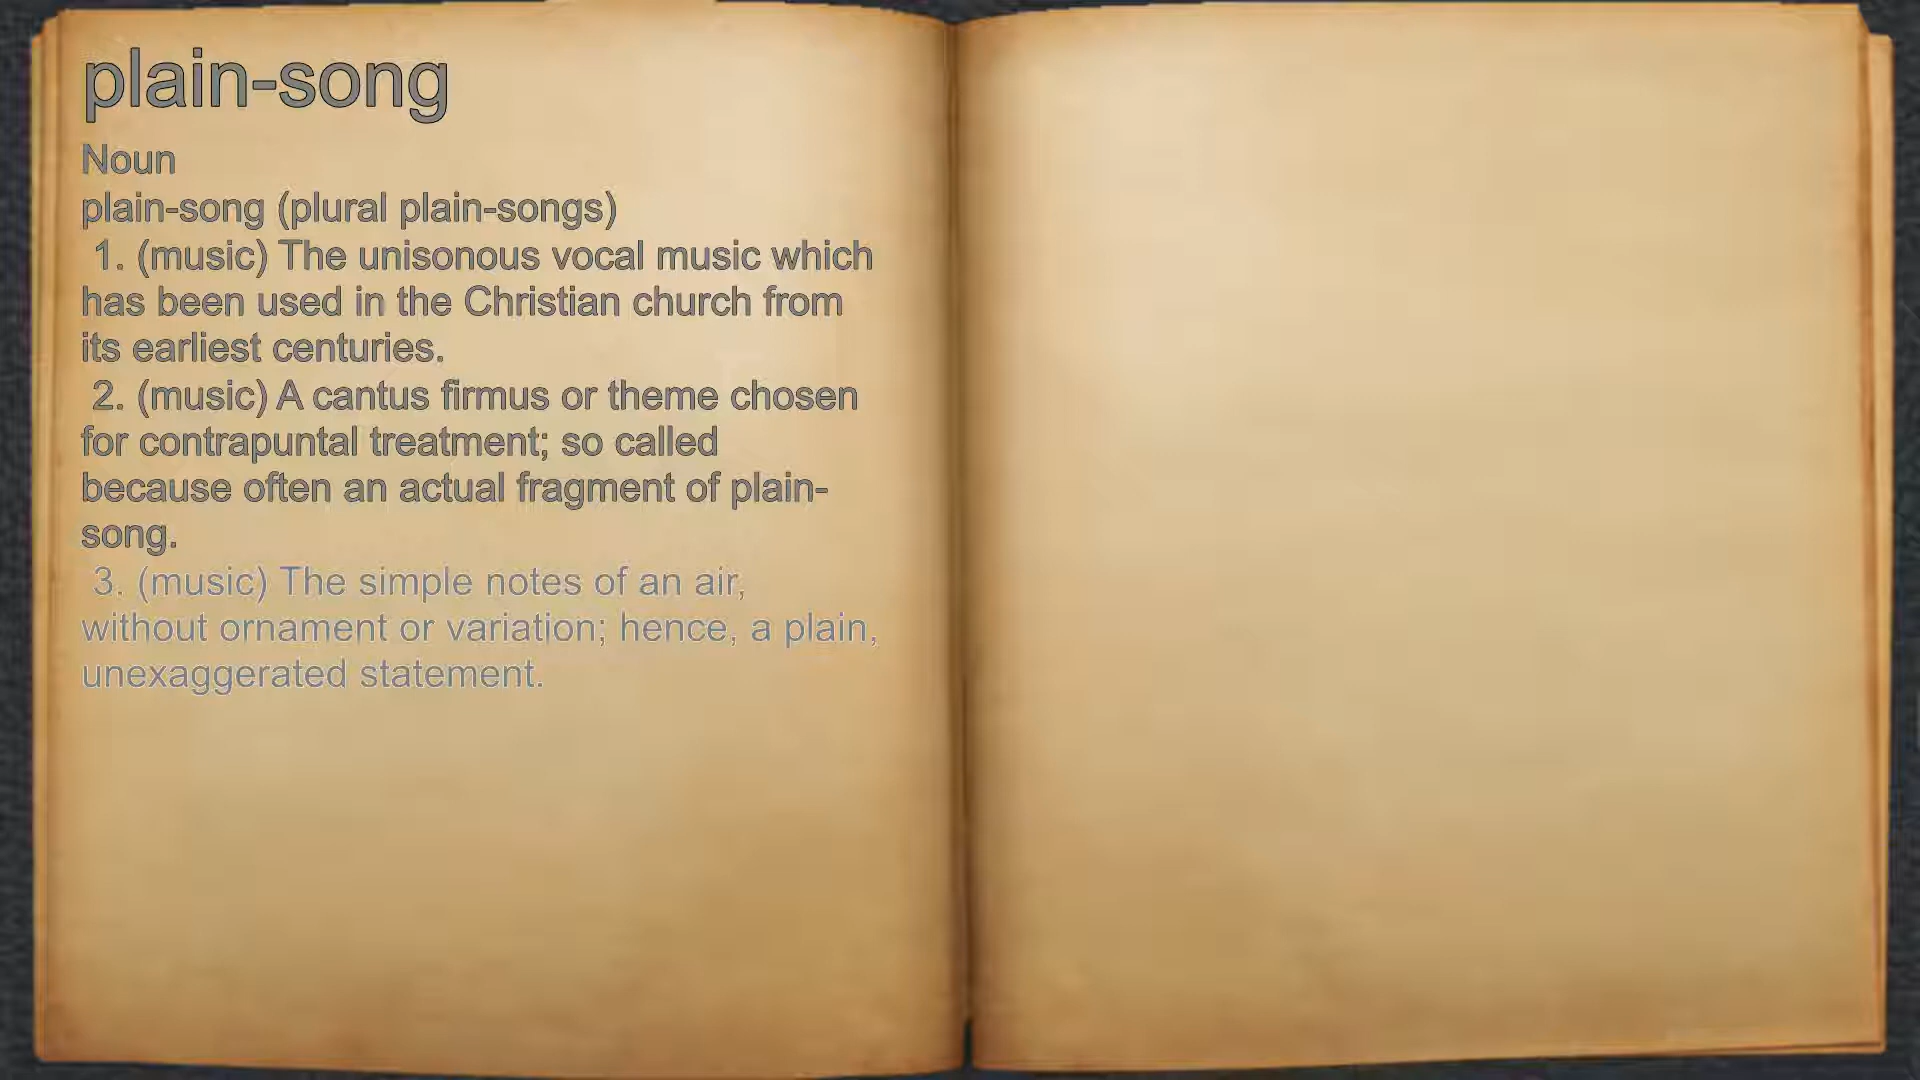 plain-song
Noun
plain-song (plural plain-songs)
1. (music) The unisonous vocal music which
has been used in the Christian church from
its earliest centuries.
2. (music) A cantus firmus or theme chosen
for contrapuntal treatment; so called
because often an actual fragment of plain-
song.
3. (music) The simple notes of an air,
without ornament or variation; hence, a plain,
unexaggerated statement.